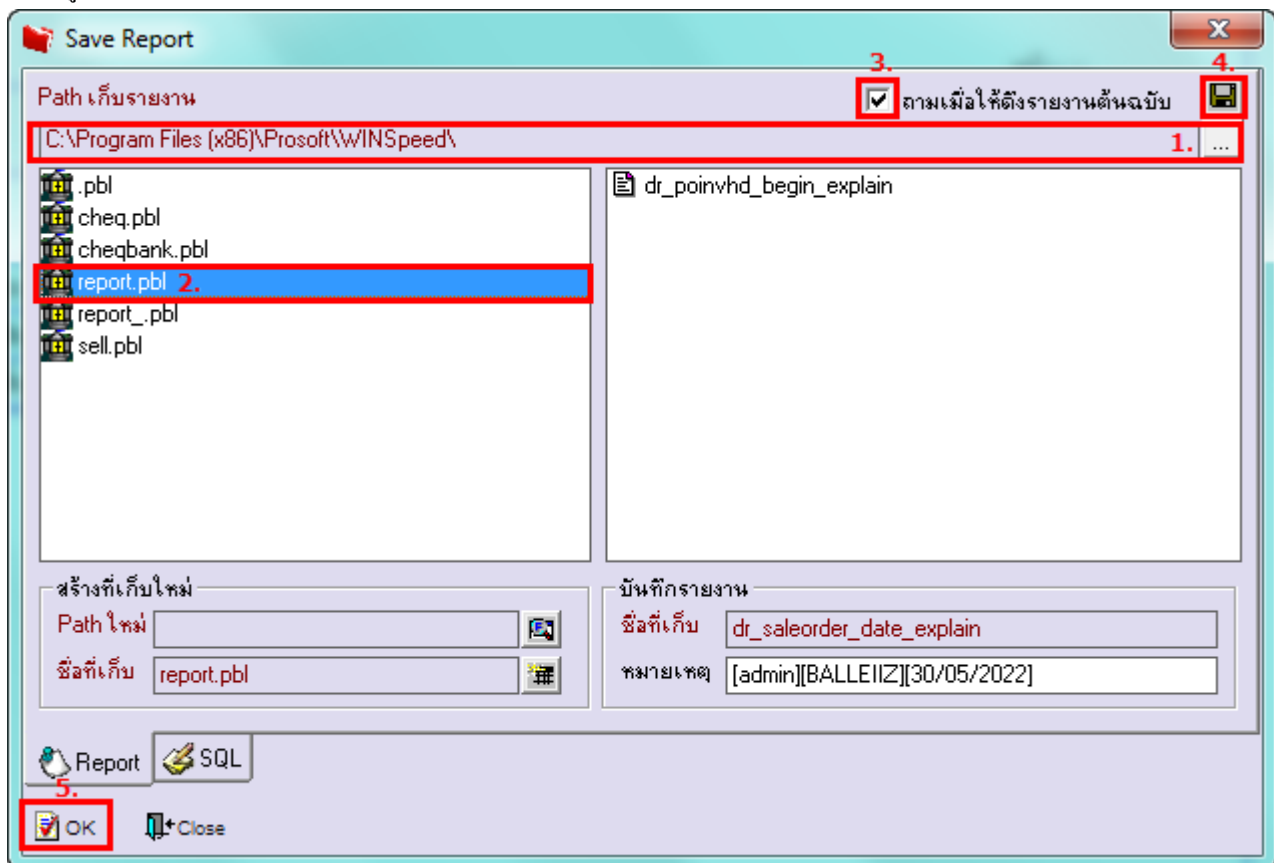 Save Report
3.
4.
Path เก็บรายงาน
ถามเมื่อให้ดึงรายงานต้นฉบับ
C:\Program Files (x86)\Prosoft\WINSpeed\
1. ...
.pbl
cheq.pbl
cheqbank.pbl
report.pbl 2.
report_.pbl
sell.pbl
dr_poinvhd_begin_explain
สร้างที่เก็บใหม่
Path ใหม่
ชื่อที่เก็บ report.pbl
บันทึกรายงาน
ชื่อที่เก็บ dr_saleorder_date_explain
หมายเหตุ [admin][BALLEIIZ][30/05/2022]
Report SQL
5.
OK Close